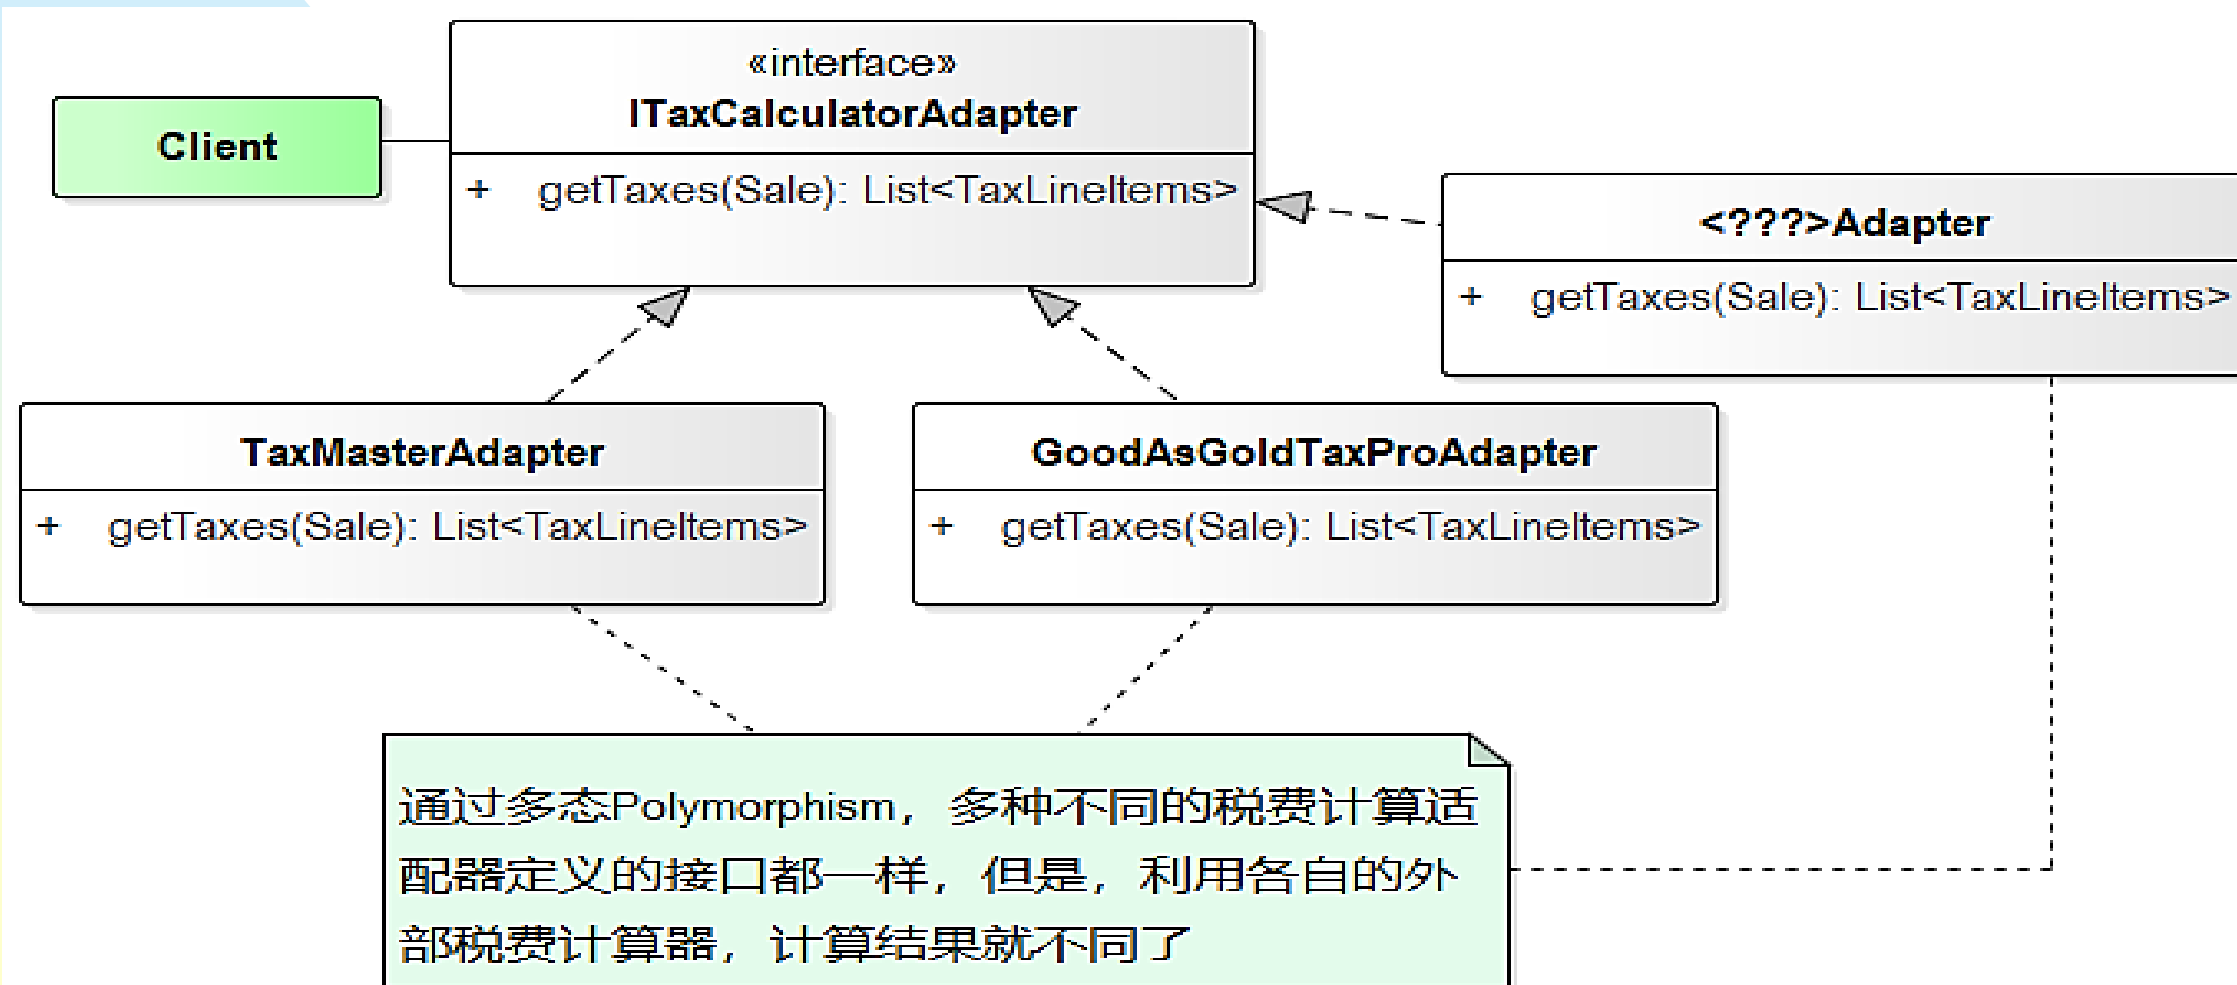 «interface»
ITaxCalculatorAdapter
Client
+ getTaxes(Sale): List<TaxLineItems>
<???>Adapter
+ getTaxes(Sale): List<TaxLineItems>
TaxMasterAdapter
+ getTaxes(Sale): List<TaxLineItems>
GoodAsGoldTaxProAdapter
+ getTaxes(Sale): List<TaxLineItems>
通过多态Polymorphism，多种不同的税费计算适
配器定义的接口都一样，但是，利用各自的外
部税费计算器，计算结果就不同了